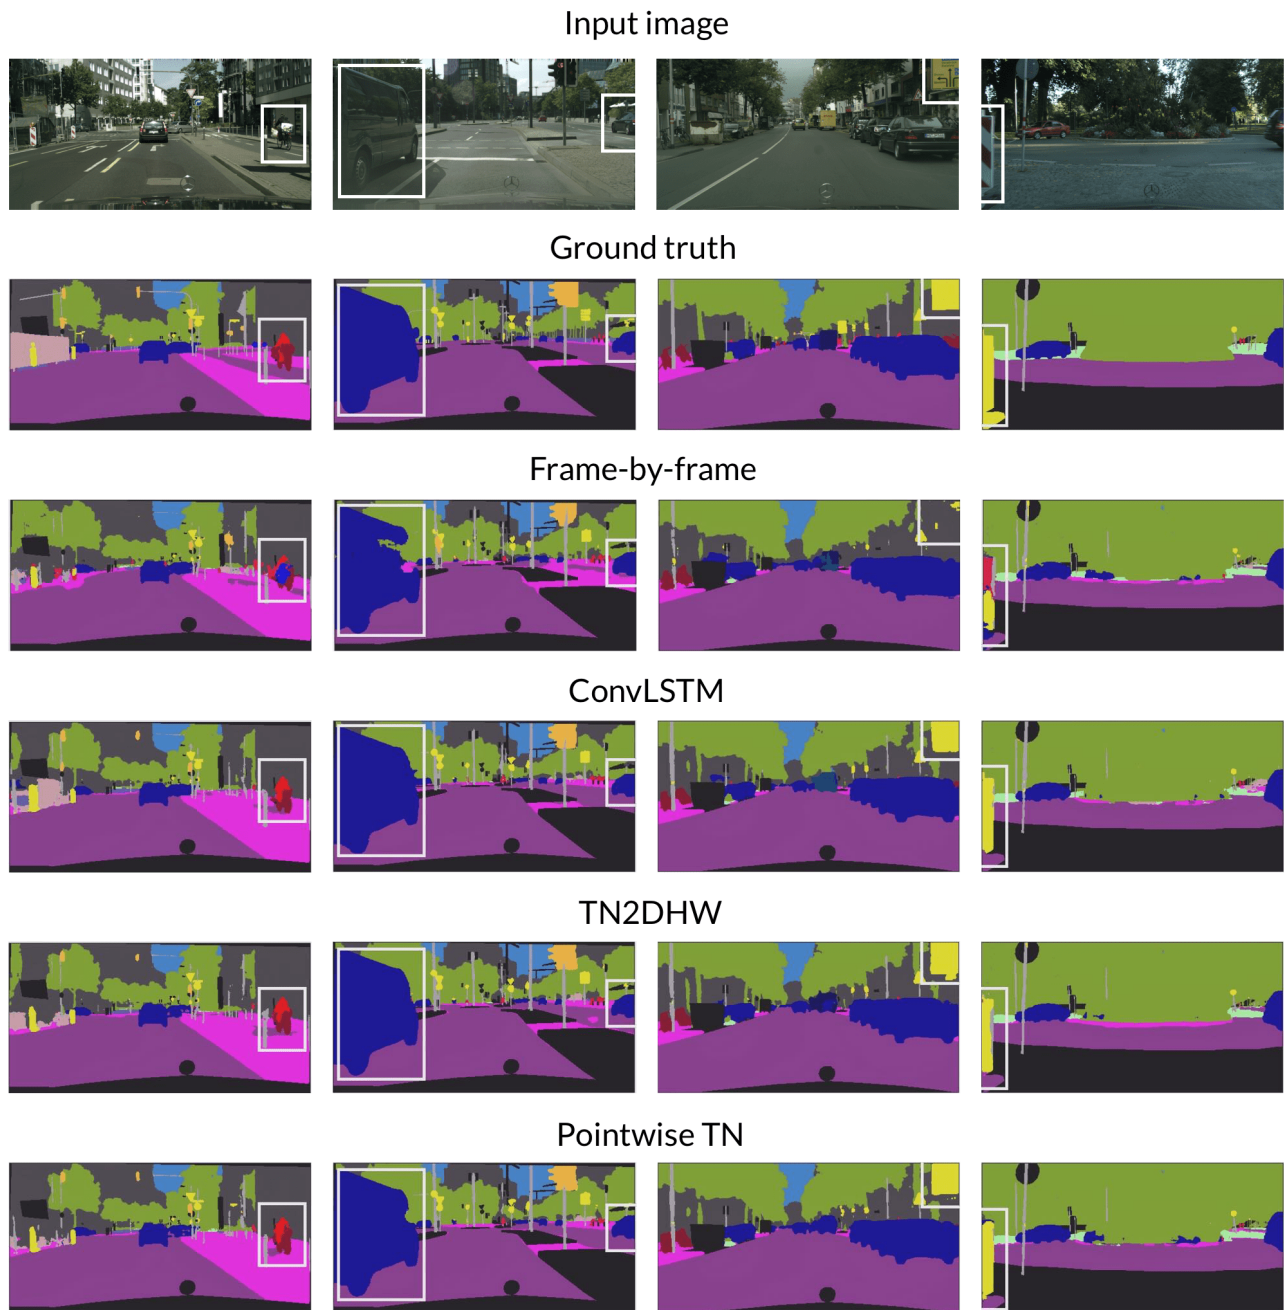 Input image
Ground truth
Frame-by-frame
ConvLSTM
TN2DHW
Pointwise TN